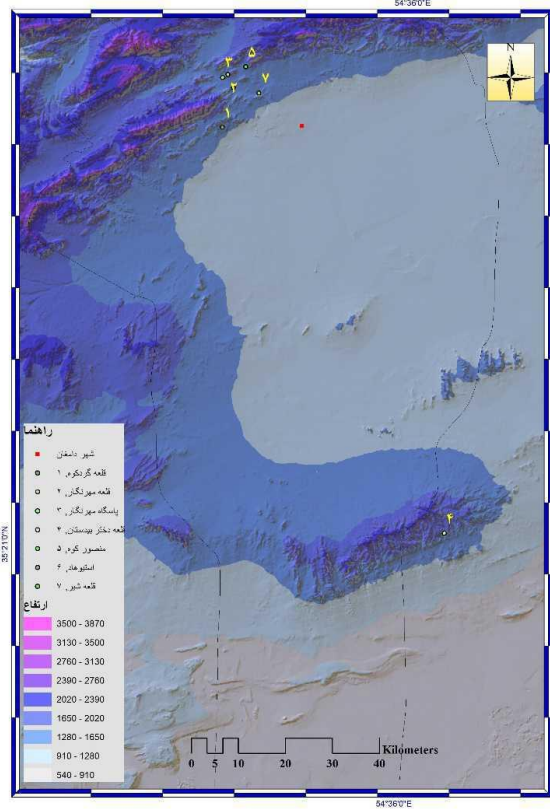 54°36'0"E
N
۵
۳
۷
۲
۱
۴
35°21'0"N
راهنما
شهر دامغان
قلعه گردکوه, ۱
قلعه مهرنگار, ۲
پاسگاه مهرنگار, ۳
قلعه دختر بیدستان, ۴
منصور کوه, ۵
استیوهاد, ۶
قلعه شیر, ۷
ارتفاع
3500 - 3870
3130 - 3500
2760 - 3130
2390 - 2760
2020 - 2390
1650 - 2020
1280 - 1650
910 - 1280
540 - 910
Kilometers
0 5 10 20 30 40
54°36'0"E